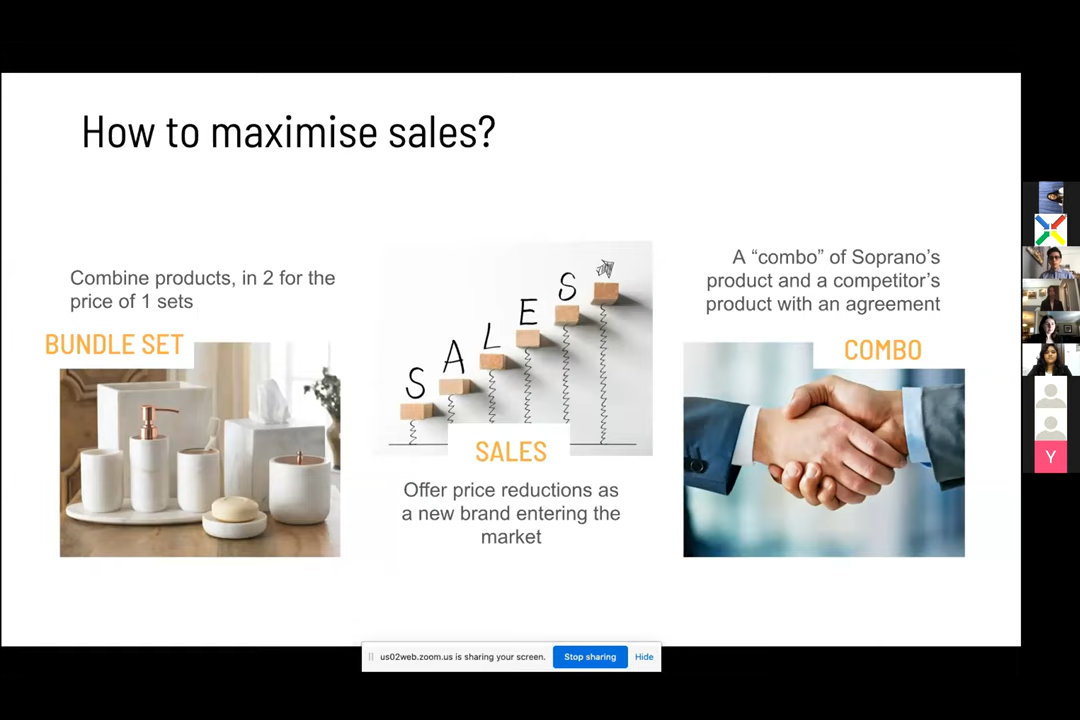 How to maximise sales?
Combine products, in 2 for the
price of 1 sets
BUNDLE SET
S
A
L
E
S
SALES
Offer price reductions as
a new brand entering the
market
A “combo” of Soprano’s
product and a competitor’s
product with an agreement
COMBO
Y
us02web.zoom.us is sharing your screen. Stop sharing Hide